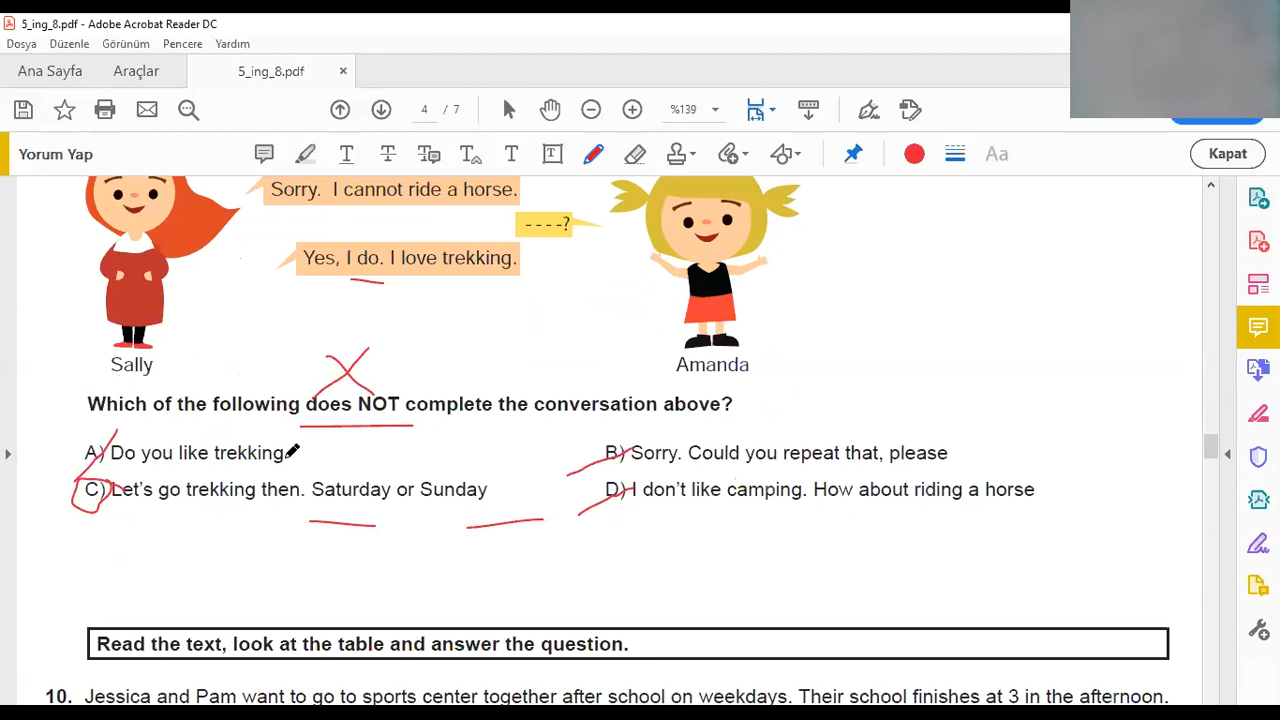 5_ing_8.pdf - Adobe Acrobat Reader DC
Dosya Düzenle Görünüm Pencere Yardım
Ana Sayfa Araçlar 5_ing_8.pdf ×
4 / 7 %139
Yorum Yap Aa Kapat
Sorry. I cannot ride a horse.
- - - -?
Yes, I do. I love trekking.
Sally Amanda
Which of the following does NOT complete the conversation above?
A) Do you like trekking B) Sorry. Could you repeat that, please
C) Let's go trekking then. Saturday or Sunday D) I don't like camping. How about riding a horse
Read the text, look at the table and answer the question.
10. Jessica and Pam want to go to sports center together after school on weekdays. Their school finishes at 3 in the afternoon.